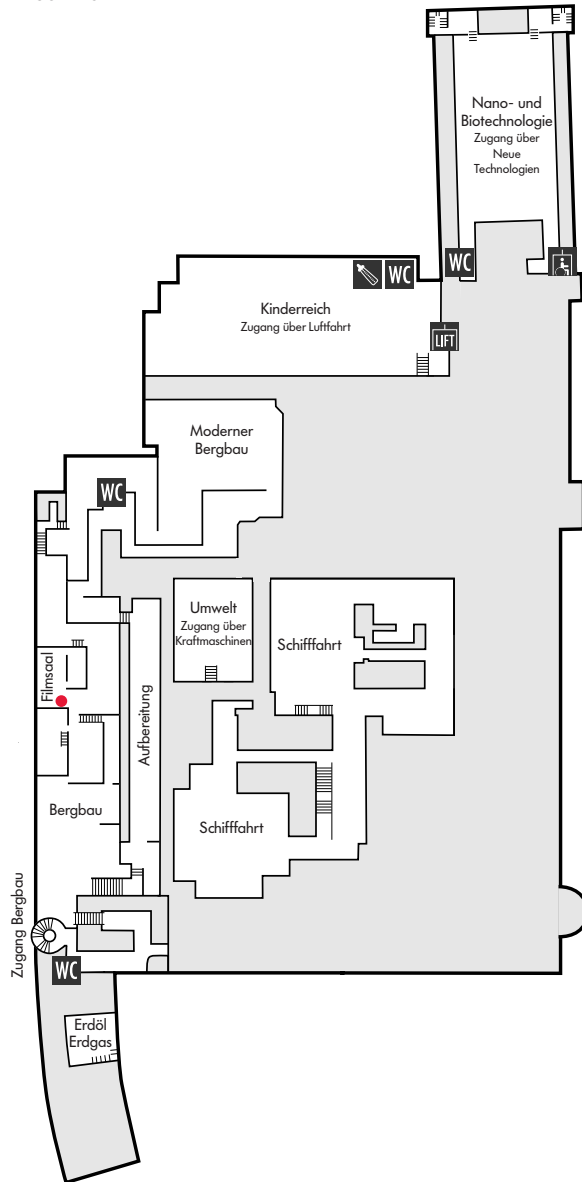 Nano- und
Biotechnologie
Zugang über
Neue
Technologien
WC
WC
Kinderreich
Zugang über Luftfahrt
LIFT
Moderner
Bergbau
WC
Umwelt
Zugang über
Kraftmaschinen
Schifffahrt
Filmsaal
Aufbereitung
Bergbau
Schifffahrt
Zugang Bergbau
WC
Erdöl
Erdgas